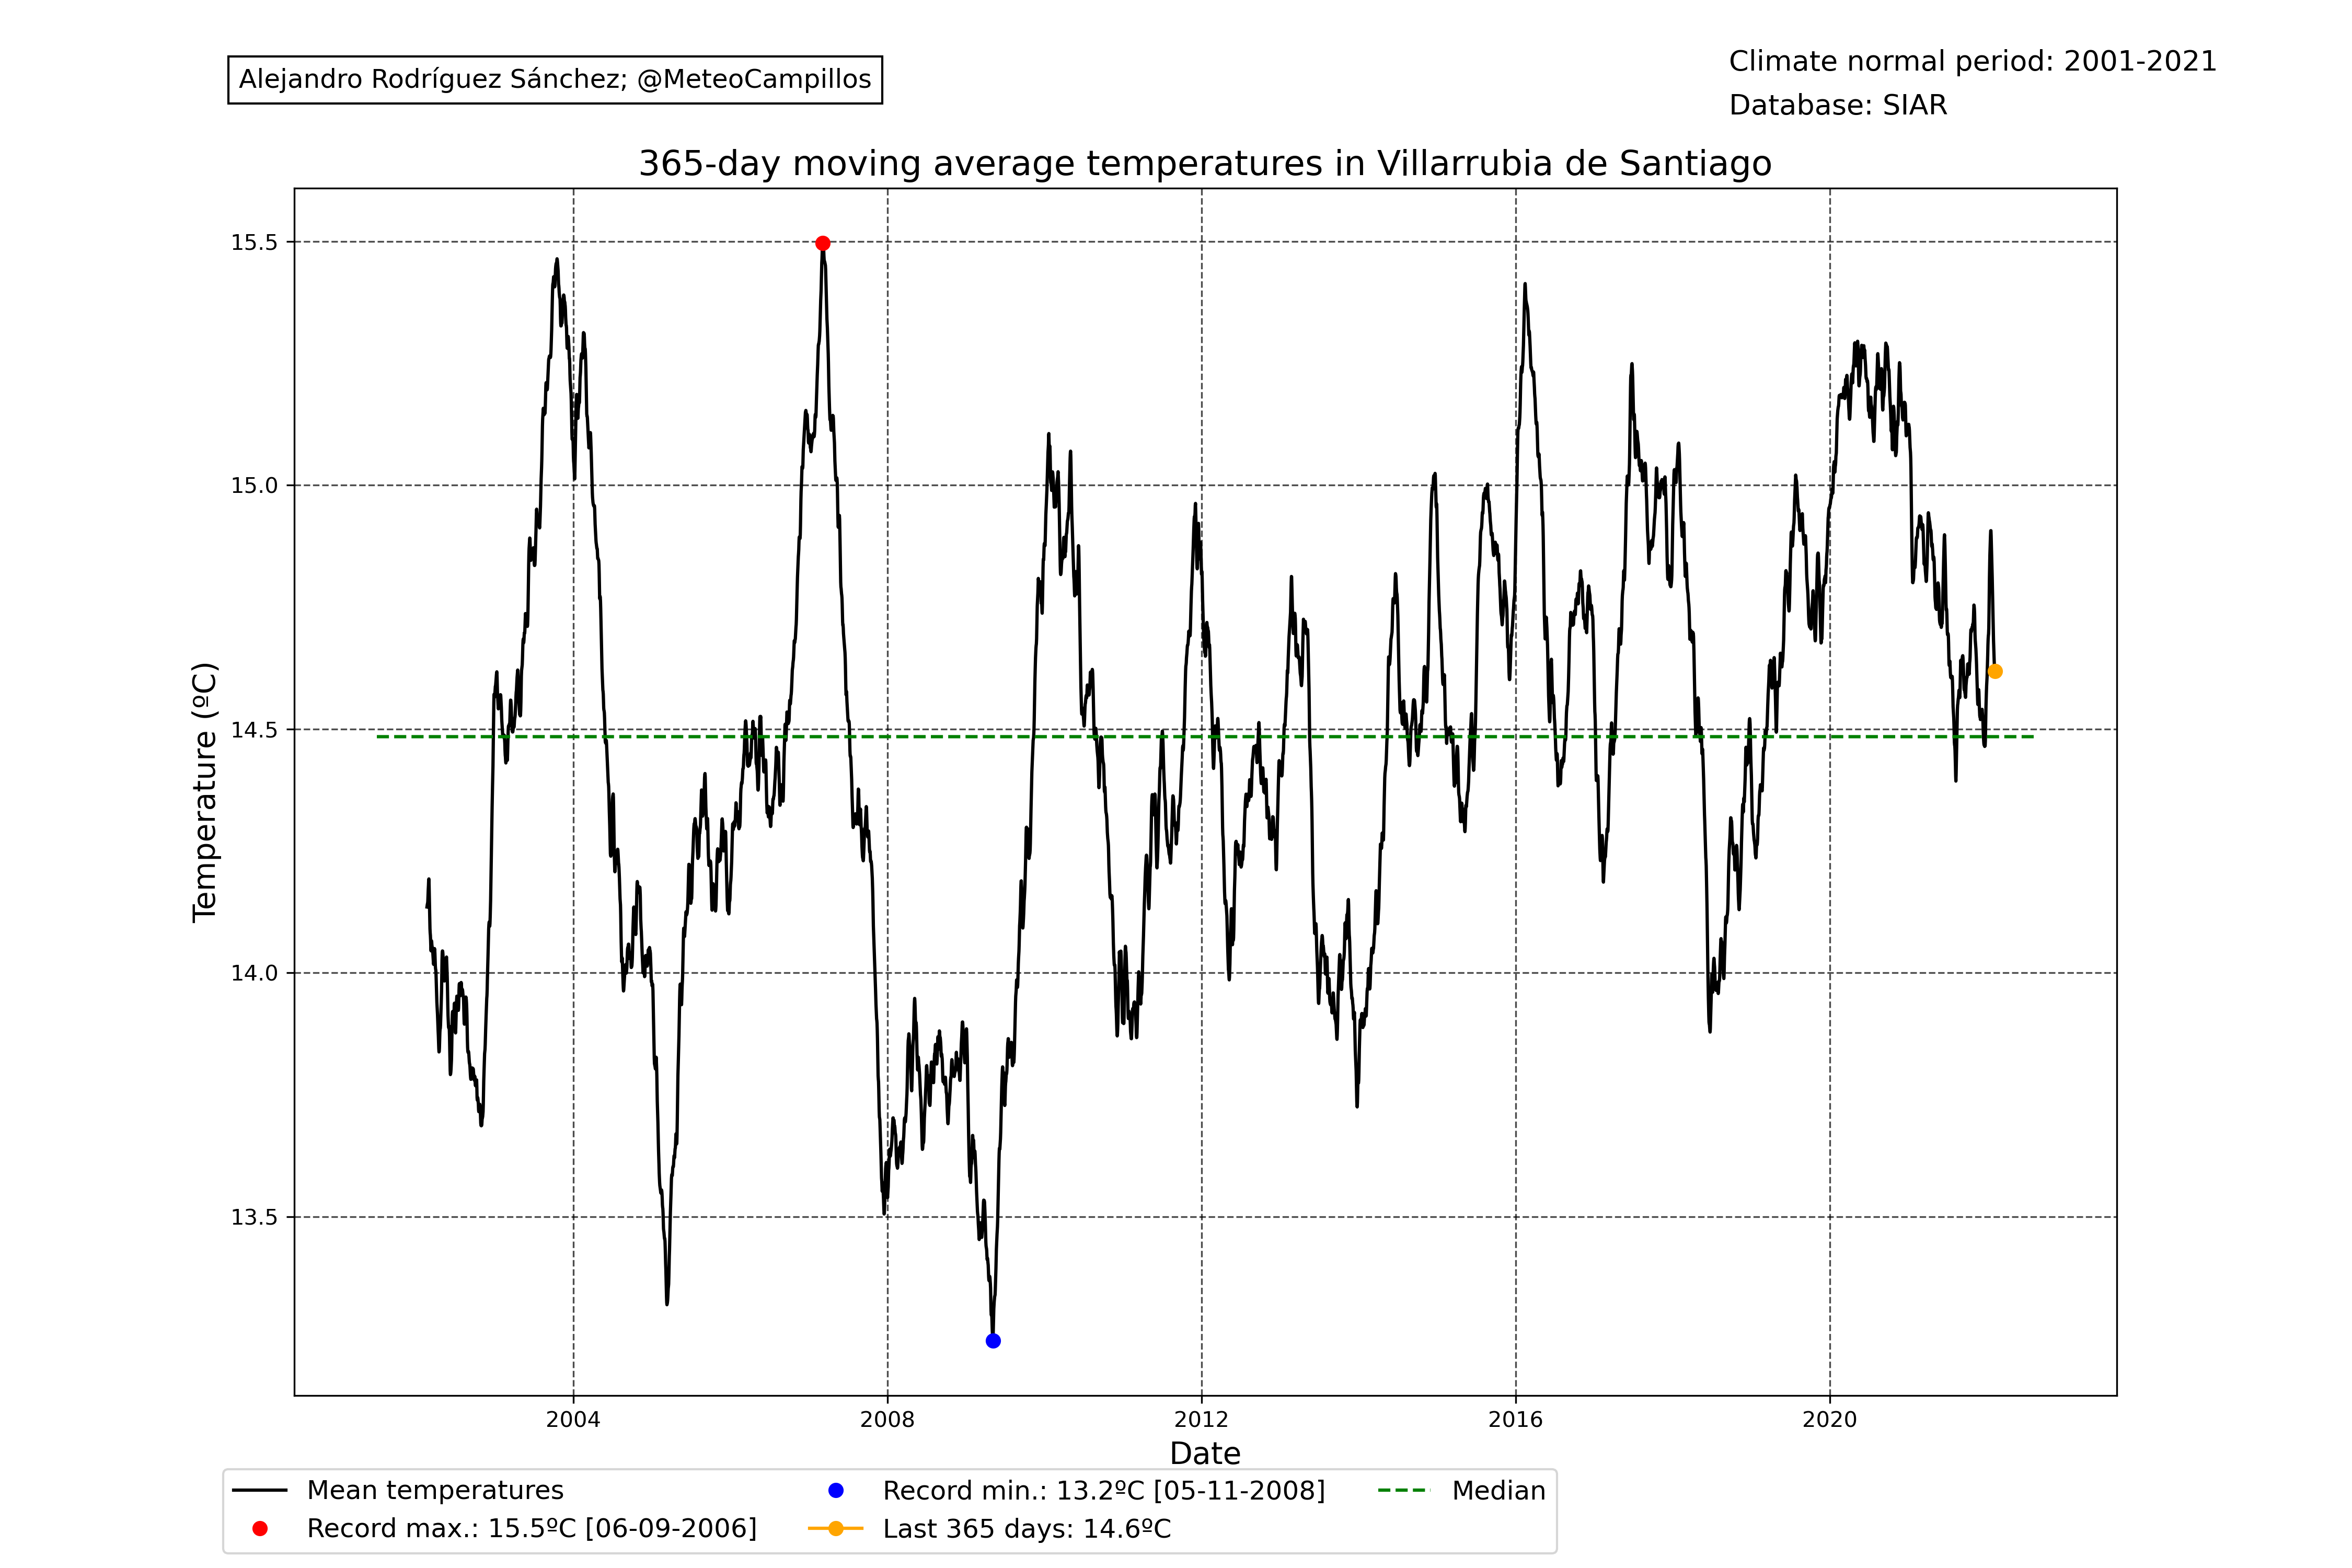 Alejandro Rodríguez Sánchez; @MeteoCampillos
Climate normal period: 2001-2021
Database: SIAR
365-day moving average temperatures in Villarrubia de Santiago
15.5
15.0
14.5
14.0
13.5
Temperature (ºC)
2004 2008 2012 2016 2020
Date
Mean temperatures
Record max.: 15.5ºC [06-09-2006]
Record min.: 13.2ºC [05-11-2008]
Last 365 days: 14.6ºC
Median